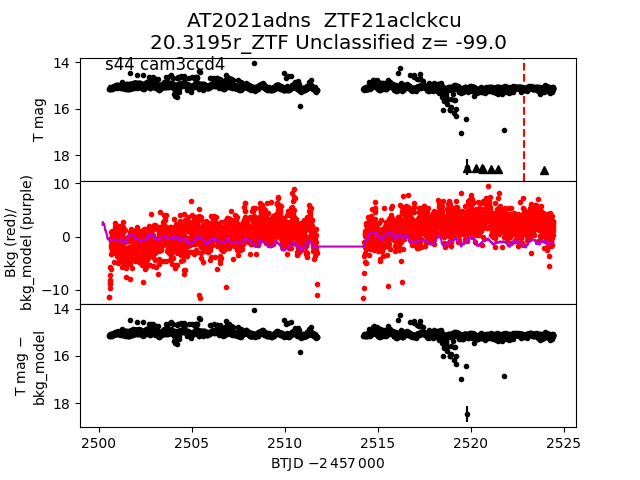 AT2021adns  ZTF21aclckcu
20.3195r_ZTF Unclassified z= -99.0
s44 cam3ccd4
14
16
18
T mag
10
0
−10
Bkg (red)/
bkg_model (purple)
14
16
18
T mag −
bkg_model
2500
2505
2510
2515
2520
2525
BTJD −2 457 000